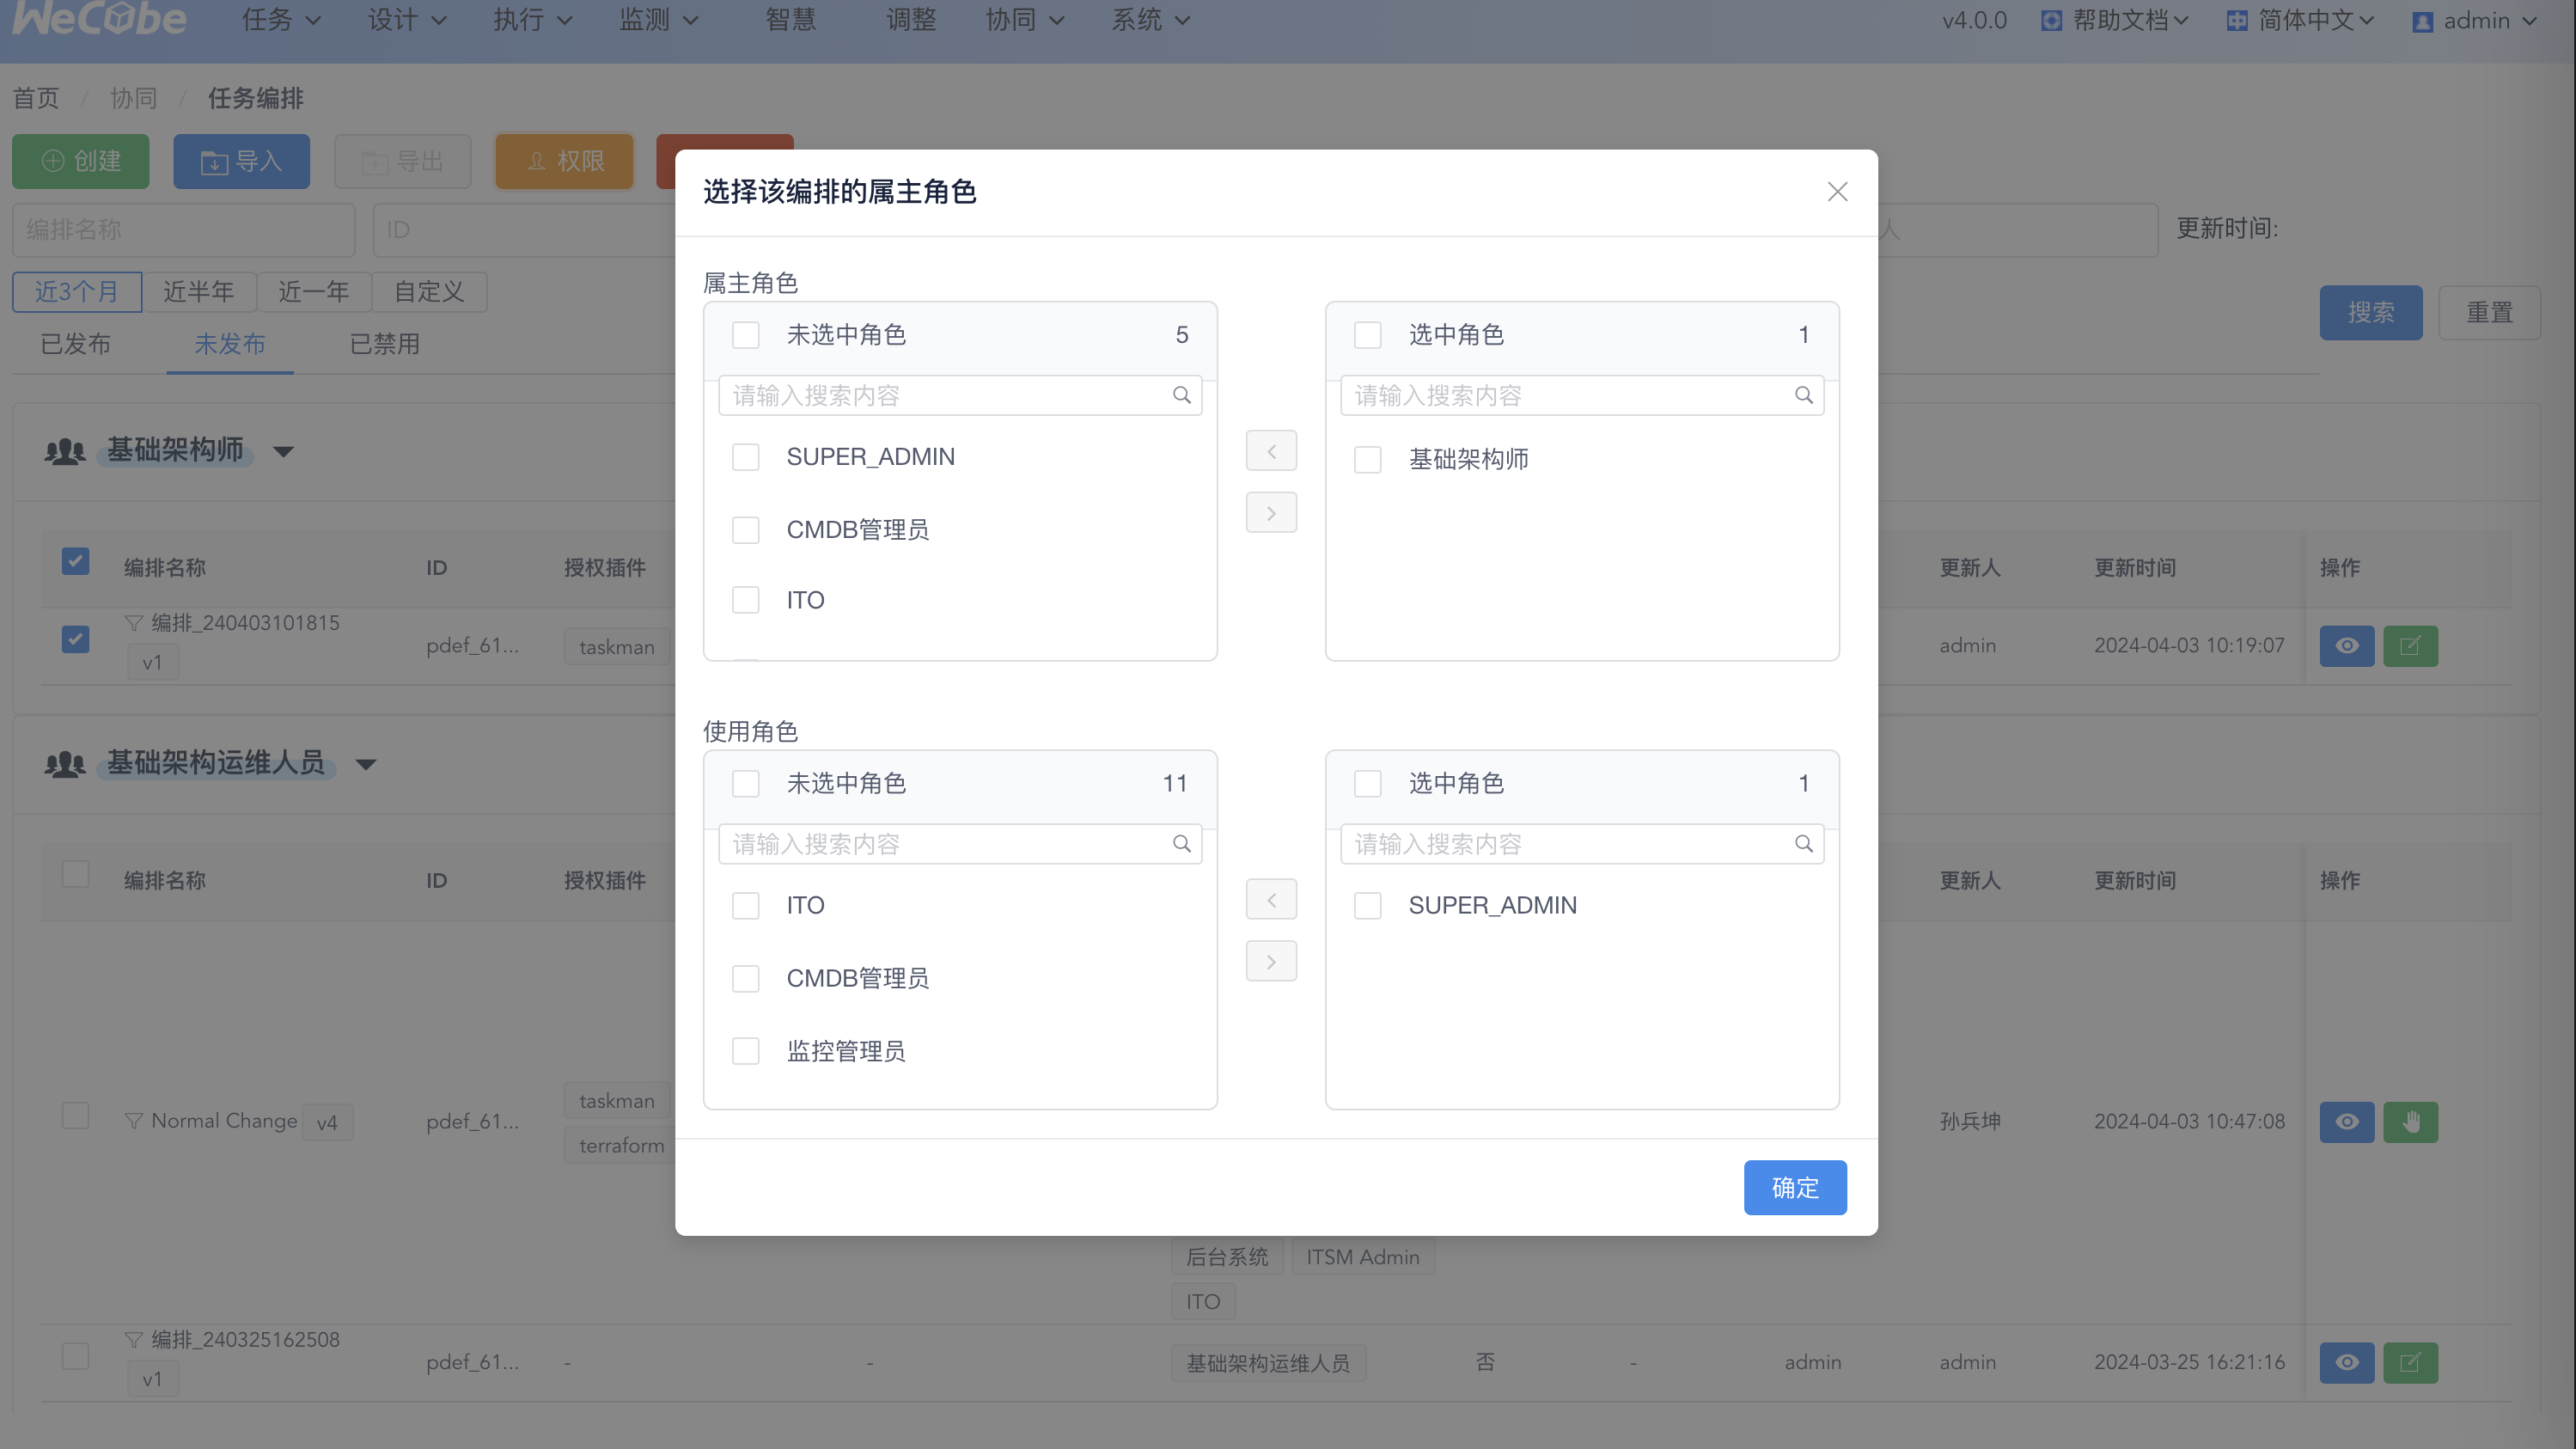 WeCube 任务 设计 执行 监测 智慧 调整 协同 系统 v4.0.0 帮助文档 简体中文 admin
首页 / 协同 / 任务编排
创建 导入 导出 权限
编排名称 ID 人 更新时间:
近3个月 近半年 近一年 自定义
搜索 重置
已发布 未发布 已禁用
基础架构师
编排名称 ID 授权插件 更新人 更新时间 操作
编排_240403101815
v1 pdef_61... taskman admin 2024-04-03 10:19:07
基础架构运维人员
编排名称 ID 授权插件 更新人 更新时间 操作
Normal Change v4 pdef_61... taskman 孙兵坤 2024-04-03 10:47:08
terraform
后台系统 ITSM Admin
ITO
编排_240325162508
v1 pdef_61... - - 基础架构运维人员 否 - admin admin 2024-03-25 16:21:16
选择该编排的属主角色
属主角色
未选中角色 5
请输入搜索内容
SUPER_ADMIN
CMDB管理员
ITO
选中角色 1
请输入搜索内容
基础架构师
使用角色
未选中角色 11
请输入搜索内容
ITO
CMDB管理员
监控管理员
选中角色 1
请输入搜索内容
SUPER_ADMIN
确定